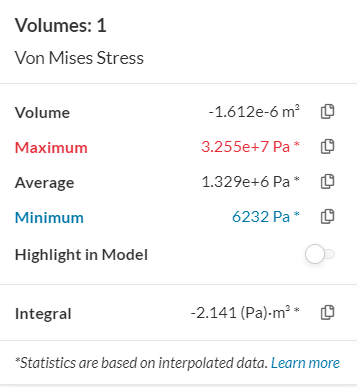 Volumes: 1
Von Mises Stress
Volume -1.612e-6 m³
Maximum 3.255e+7 Pa *
Average 1.329e+6 Pa *
Minimum 6232 Pa *
Highlight in Model
Integral -2.141 (Pa)·m³ *
*Statistics are based on interpolated data. Learn more